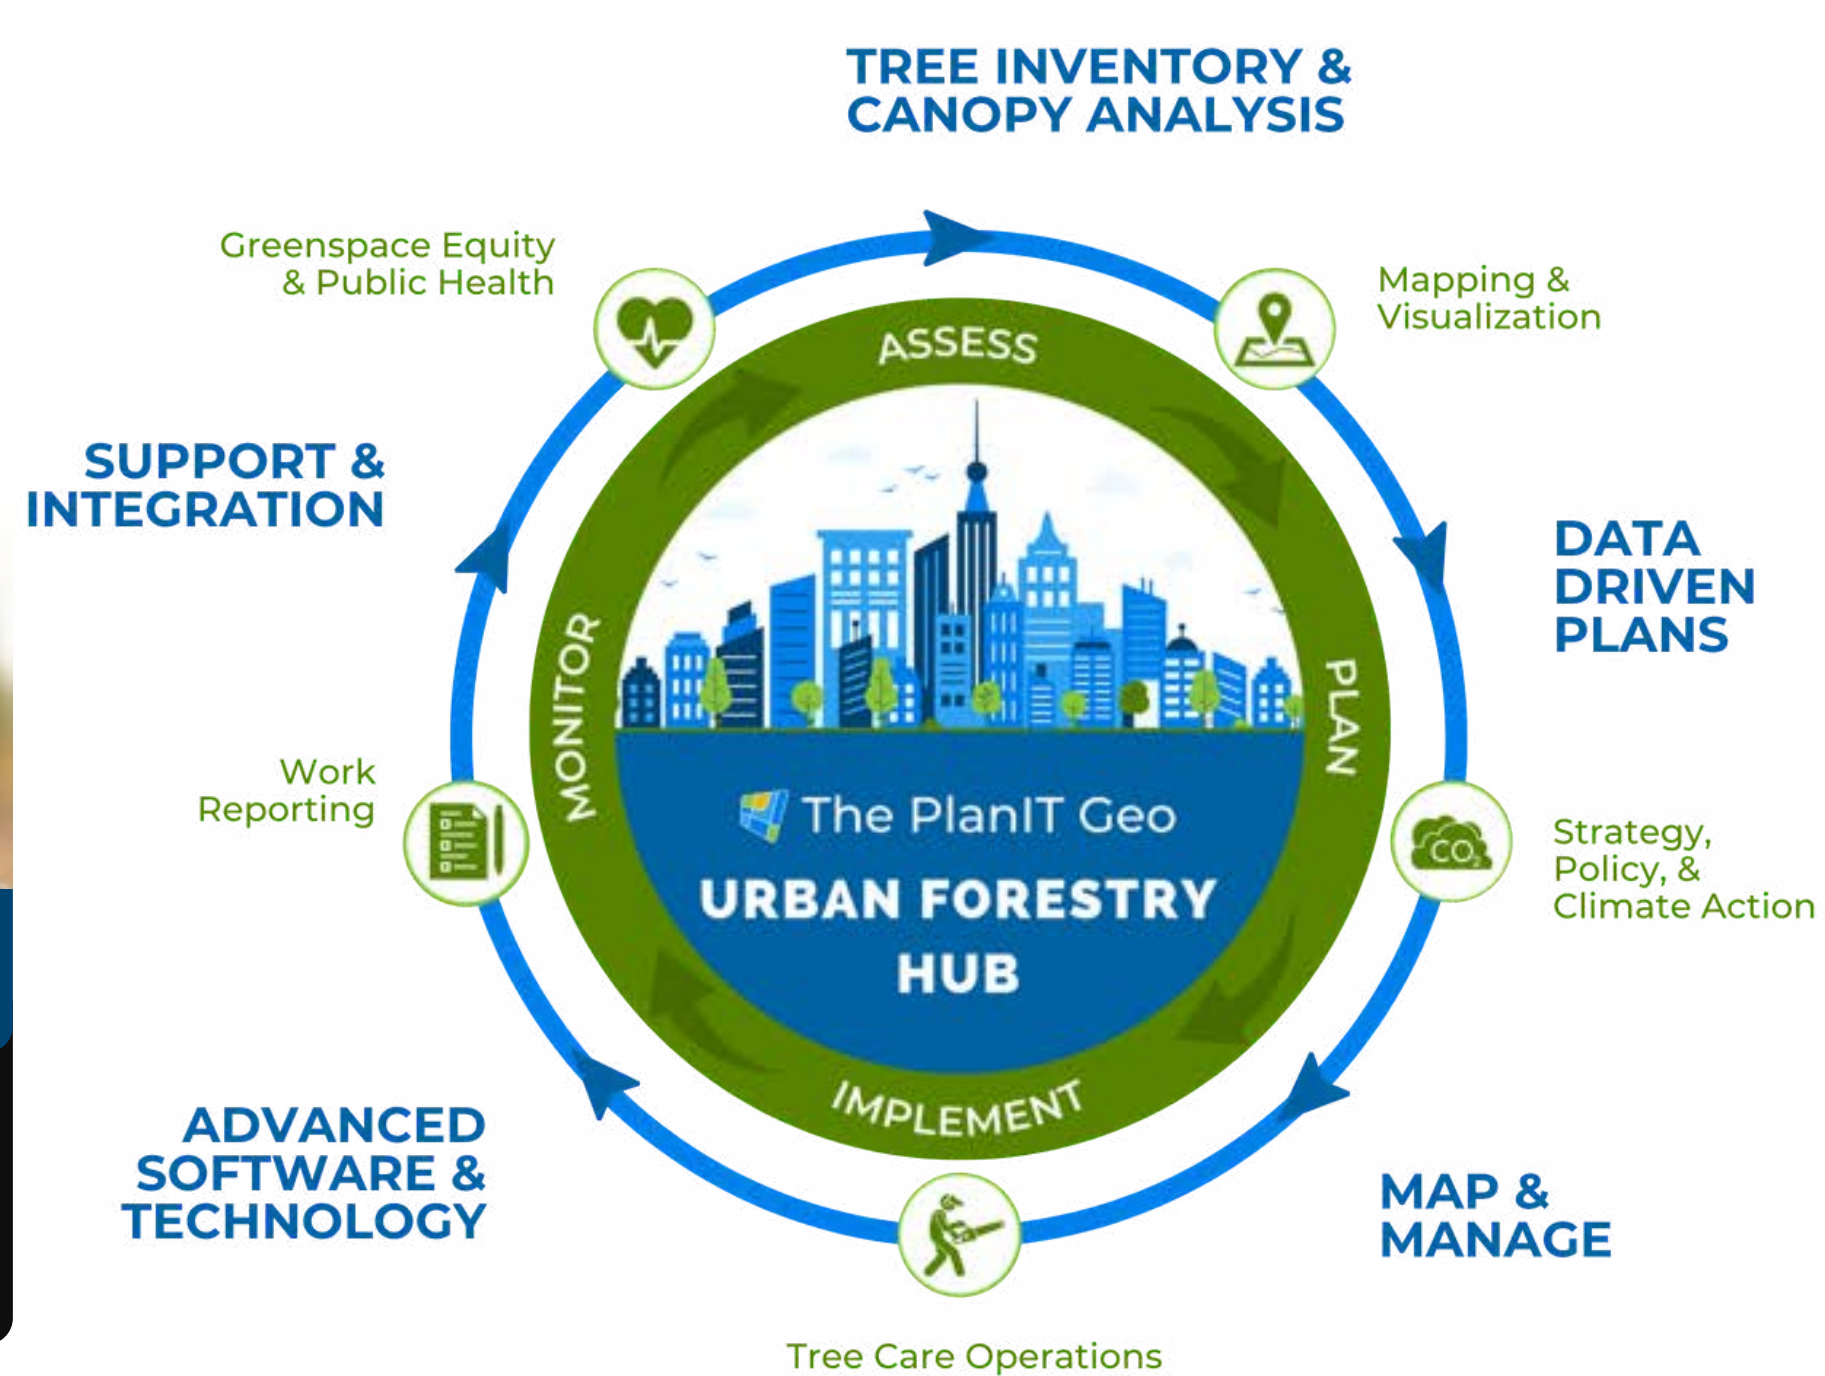 TREE INVENTORY &
CANOPY ANALYSIS
Greenspace Equity
& Public Health
Mapping &
Visualization
ASSESS
SUPPORT &
INTEGRATION
DATA
DRIVEN
PLANS
MONITOR
PLAN
Work
Reporting
The PlanIT Geo
URBAN FORESTRY
HUB
CO₂
Strategy,
Policy, &
Climate Action
IMPLEMENT
ADVANCED
SOFTWARE &
TECHNOLOGY
MAP &
MANAGE
Tree Care Operations